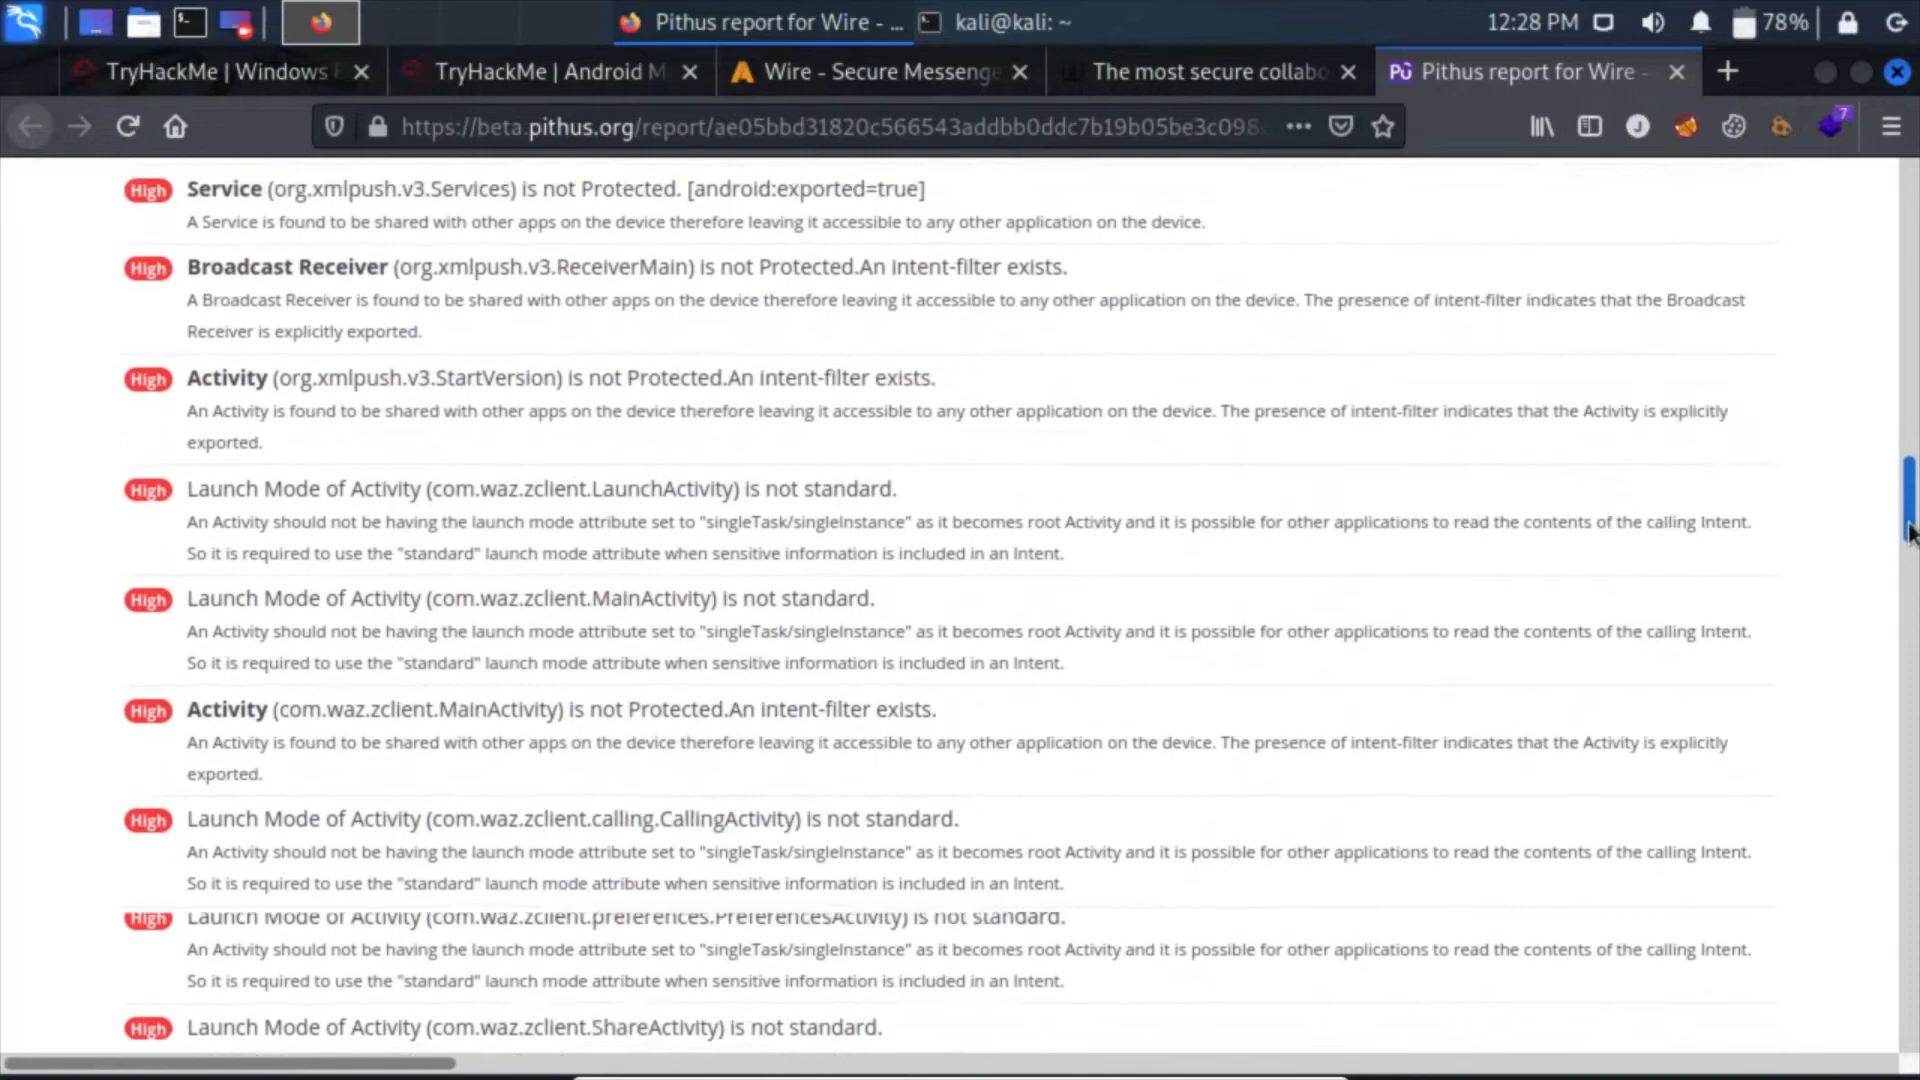 Pithus report for Wire - ...
kali@kali: ~
12:28 PM
78%
TryHackMe | Windows
TryHackMe | Android M
Wire - Secure Messenge
The most secure collabo
PU Pithus report for Wire -
https://beta.pithus.org/report/ae05bbd31820c566543addbb0ddc7b19b05be3c098
7
High Service (org.xmlpush.v3.Services) is not Protected. [android:exported=true]
A Service is found to be shared with other apps on the device therefore leaving it accessible to any other application on the device.
High Broadcast Receiver (org.xmlpush.v3.ReceiverMain) is not Protected.An intent-filter exists.
A Broadcast Receiver is found to be shared with other apps on the device therefore leaving it accessible to any other application on the device. The presence of intent-filter indicates that the Broadcast
Receiver is explicitly exported.
High Activity (org.xmlpush.v3.StartVersion) is not Protected.An intent-filter exists.
An Activity is found to be shared with other apps on the device therefore leaving it accessible to any other application on the device. The presence of intent-filter indicates that the Activity is explicitly
exported.
High Launch Mode of Activity (com.waz.zclient.LaunchActivity) is not standard.
An Activity should not be having the launch mode attribute set to "singleTask/singleInstance" as it becomes root Activity and it is possible for other applications to read the contents of the calling Intent.
So it is required to use the "standard" launch mode attribute when sensitive information is included in an Intent.
High Launch Mode of Activity (com.waz.zclient.MainActivity) is not standard.
An Activity should not be having the launch mode attribute set to "singleTask/singleInstance" as it becomes root Activity and it is possible for other applications to read the contents of the calling Intent.
So it is required to use the "standard" launch mode attribute when sensitive information is included in an Intent.
High Activity (com.waz.zclient.MainActivity) is not Protected.An intent-filter exists.
An Activity is found to be shared with other apps on the device therefore leaving it accessible to any other application on the device. The presence of intent-filter indicates that the Activity is explicitly
exported.
High Launch Mode of Activity (com.waz.zclient.calling.CallingActivity) is not standard.
An Activity should not be having the launch mode attribute set to "singleTask/singleInstance" as it becomes root Activity and it is possible for other applications to read the contents of the calling Intent.
So it is required to use the "standard" launch mode attribute when sensitive information is included in an Intent.
High Launch Mode of Activity (com.waz.zclient.preferences.PreferencesActivity) is not standard.
An Activity should not be having the launch mode attribute set to "singleTask/singleInstance" as it becomes root Activity and it is possible for other applications to read the contents of the calling Intent.
So it is required to use the "standard" launch mode attribute when sensitive information is included in an Intent.
High Launch Mode of Activity (com.waz.zclient.ShareActivity) is not standard.